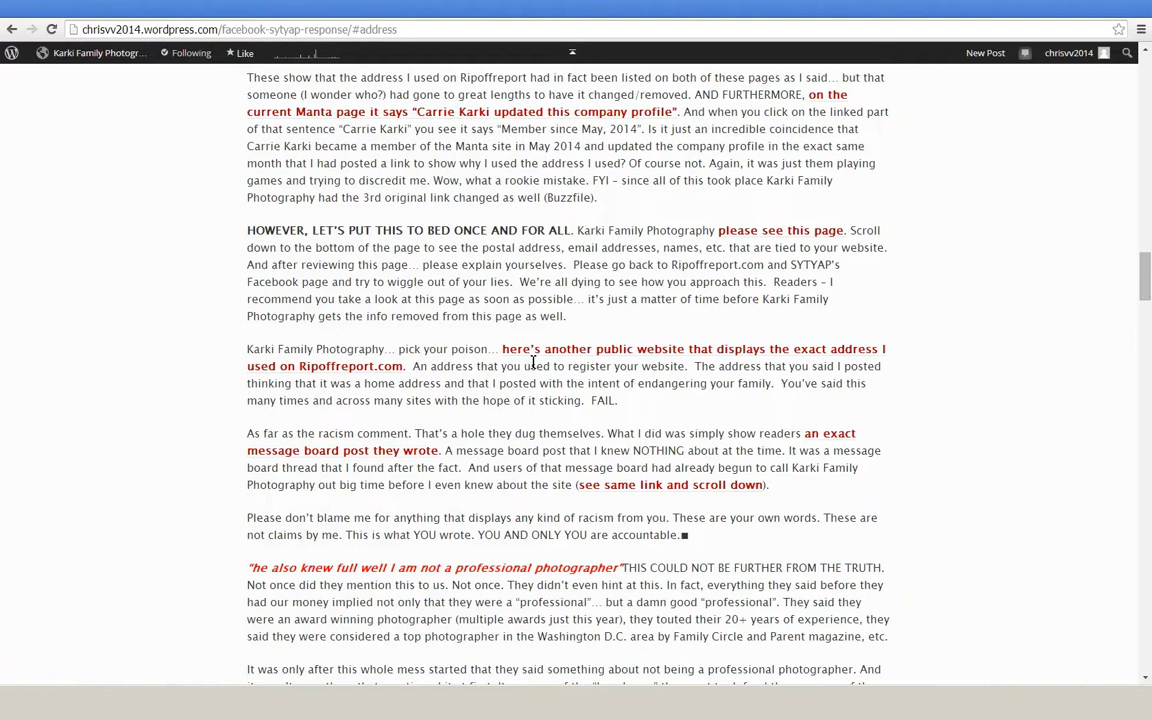 chrisvv2014.wordpress.com/facebook-sytyap-response/#address
Karki Family Photogr... Following Like New Post chrisvv2014
These show that the address I used on Ripoffreport had in fact been listed on both of these pages as I said... but that
someone (I wonder who?) had gone to great lengths to have it changed/removed. AND FURTHERMORE, on the
current Manta page it says “Carrie Karki updated this company profile”. And when you click on the linked part
of that sentence “Carrie Karki” you see it says “Member since May, 2014”. Is it just an incredible coincidence that
Carrie Karki became a member of the Manta site in May 2014 and updated the company profile in the exact same
month that I had posted a link to show why I used the address I used? Of course not. Again, it was just them playing
games and trying to discredit me. Wow, what a rookie mistake. FYI – since all of this took place Karki Family
Photography had the 3rd original link changed as well (Buzzfile).
HOWEVER, LET’S PUT THIS TO BED ONCE AND FOR ALL. Karki Family Photography please see this page. Scroll
down to the bottom of the page to see the postal address, email addresses, names, etc. that are tied to your website.
And after reviewing this page... please explain yourselves. Please go back to Ripoffreport.com and SYTYAP’s
Facebook page and try to wiggle out of your lies. We’re all dying to see how you approach this. Readers – I
recommend you take a look at this page as soon as possible... it’s just a matter of time before Karki Family
Photography gets the info removed from this page as well.
Karki Family Photography... pick your poison... here’s another public website that displays the exact address I
used on Ripoffreport.com. An address that you used to register your website. The address that you said I posted
thinking that it was a home address and that I posted with the intent of endangering your family. You’ve said this
many times and across many sites with the hope of it sticking. FAIL.
As far as the racism comment. That’s a hole they dug themselves. What I did was simply show readers an exact
message board post they wrote. A message board post that I knew NOTHING about at the time. It was a message
board thread that I found after the fact. And users of that message board had already begun to call Karki Family
Photography out big time before I even knew about the site (see same link and scroll down).
Please don’t blame me for anything that displays any kind of racism from you. These are your own words. These are
not claims by me. This is what YOU wrote. YOU AND ONLY YOU are accountable.■
“he also knew full well I am not a professional photographer”THIS COULD NOT BE FURTHER FROM THE TRUTH.
Not once did they mention this to us. Not once. They didn’t even hint at this. In fact, everything they said before they
had our money implied not only that they were a “professional”... but a damn good “professional”. They said they
were an award winning photographer (multiple awards just this year), they touted their 20+ years of experience, they
said they were considered a top photographer in the Washington D.C. area by Family Circle and Parent magazine, etc.
It was only after this whole mess started that they said something about not being a professional photographer. And